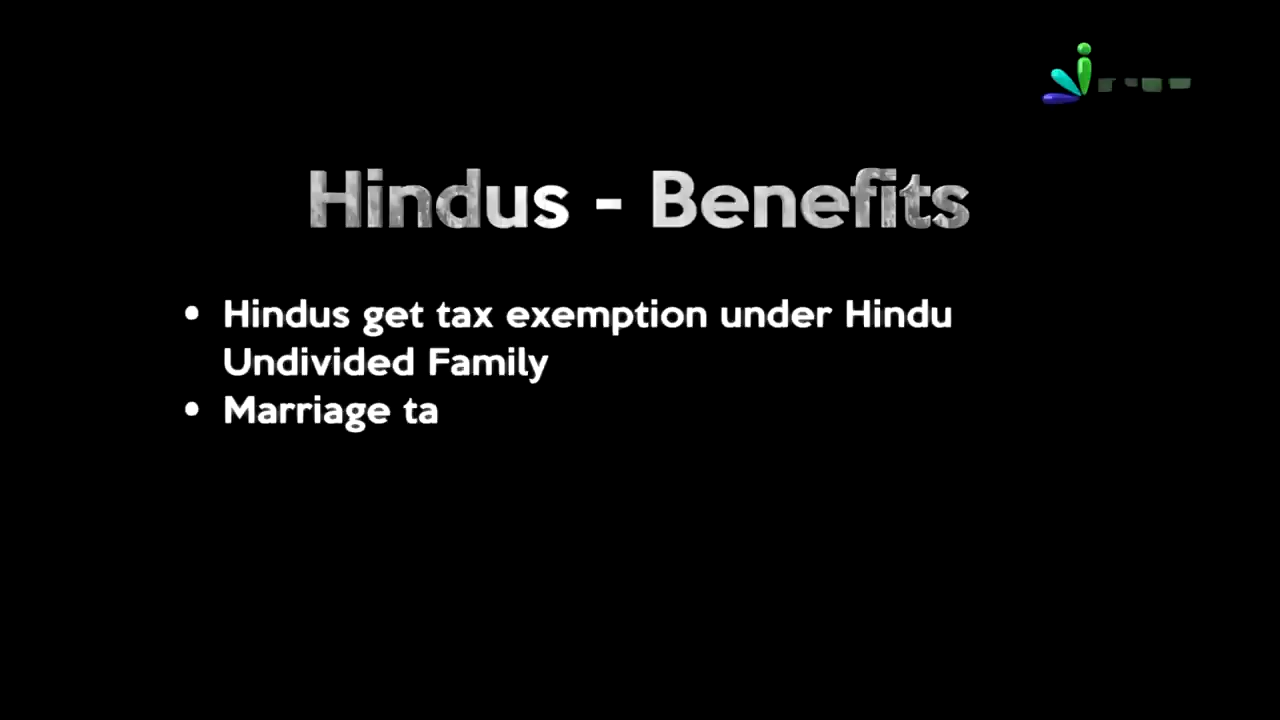 Hindus - Benefits
• Hindus get tax exemption under Hindu
Undivided Family
• Marriage ta